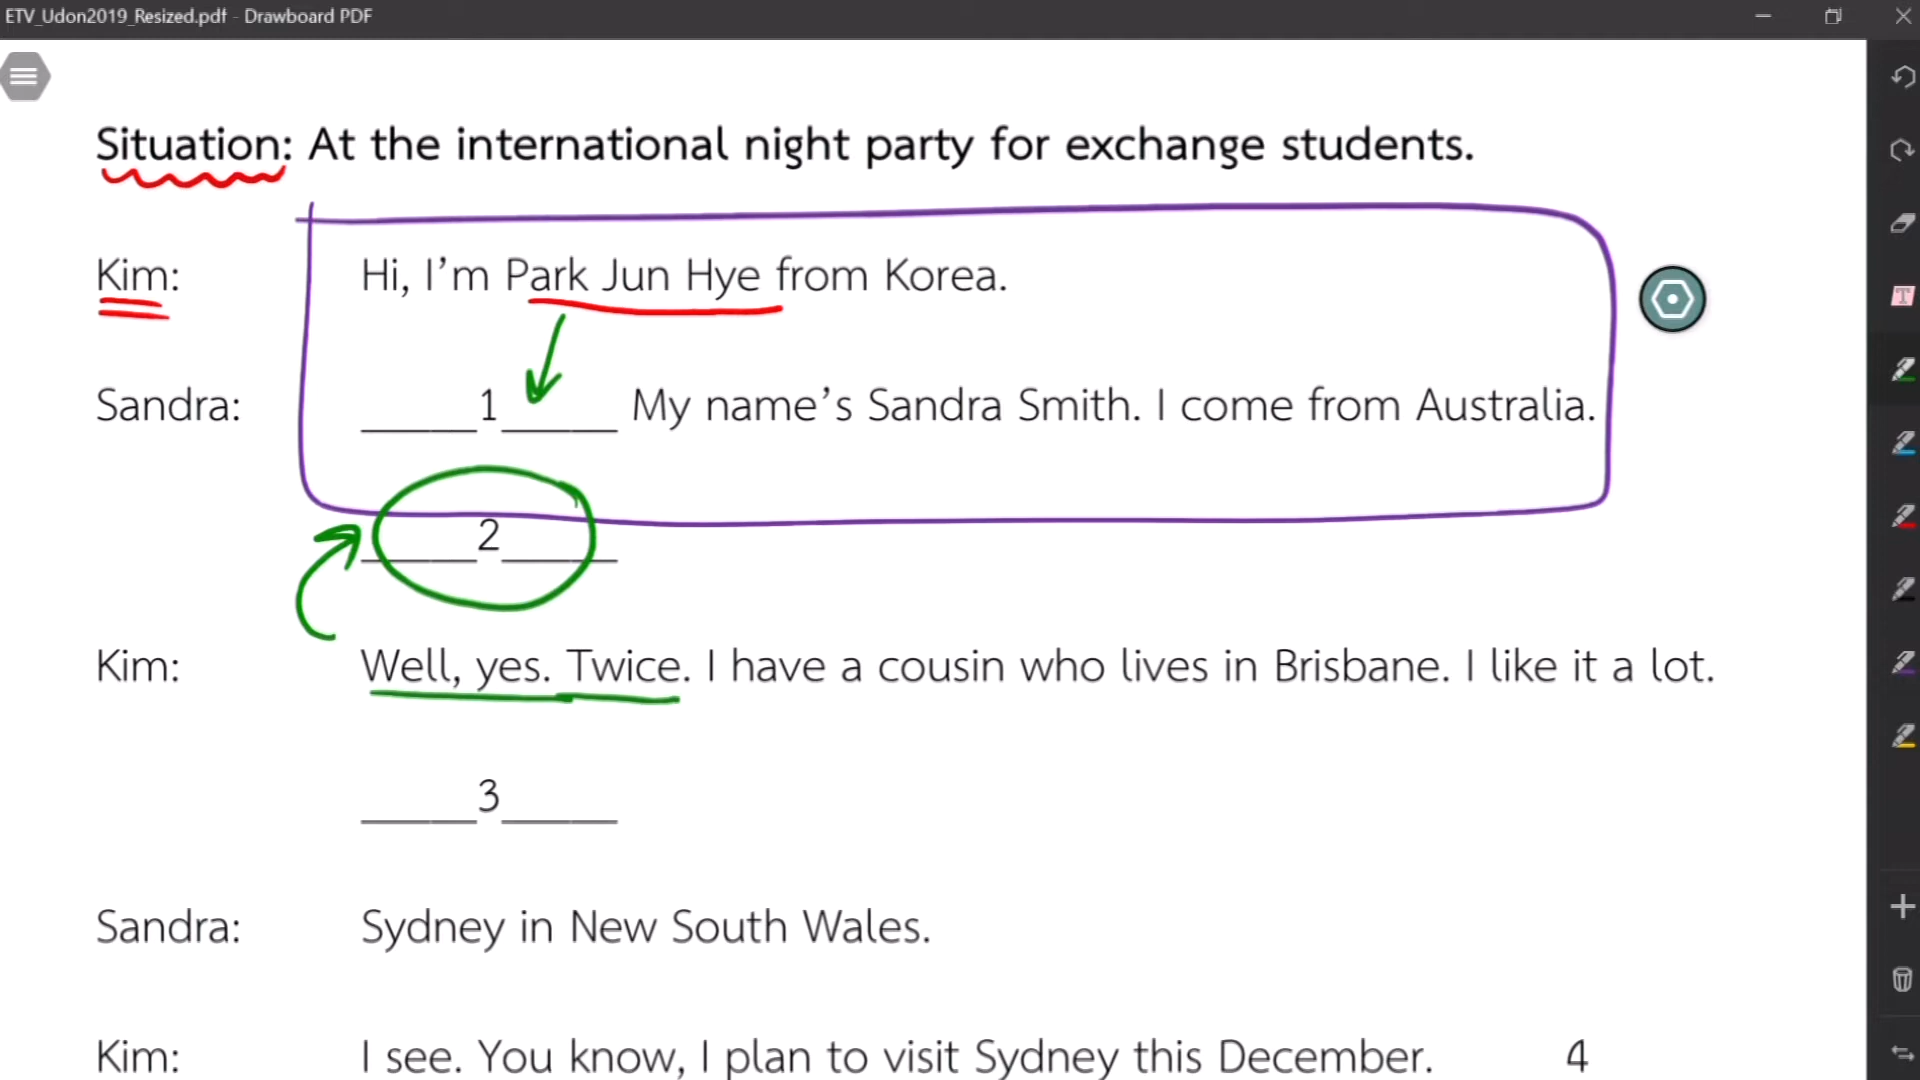 ETV_Udon2019_Resized.pdf - Drawboard PDF
Situation: At the international night party for exchange students.
Kim: Hi, I’m Park Jun Hye from Korea.
Sandra: _____1_____ My name’s Sandra Smith. I come from Australia.
_____2_____
Kim: Well, yes. Twice. I have a cousin who lives in Brisbane. I like it a lot.
_____3_____
Sandra: Sydney in New South Wales.
Kim: I see. You know, I plan to visit Sydney this December. 4